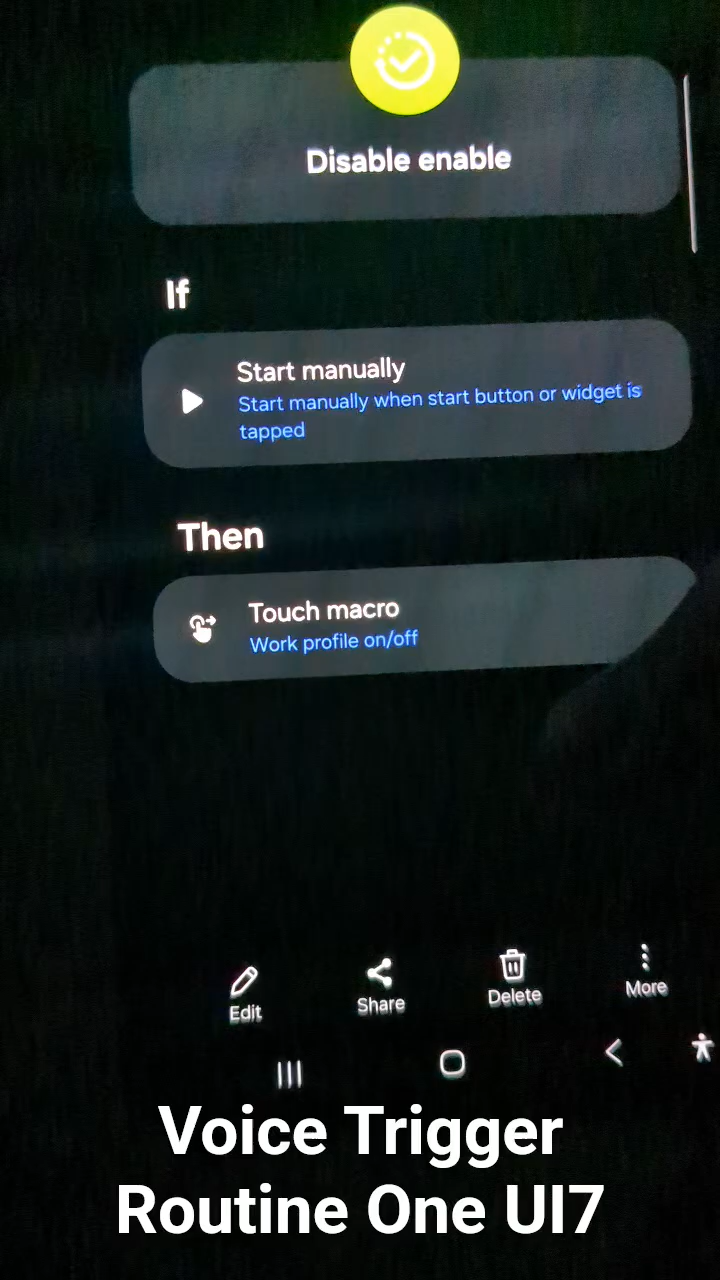 Disable enable
If
Start manually
Start manually when start button or widget is
tapped
Then
Touch macro
Work profile on/off
Edit
Share
Delete
More
Voice Trigger
Routine One UI7